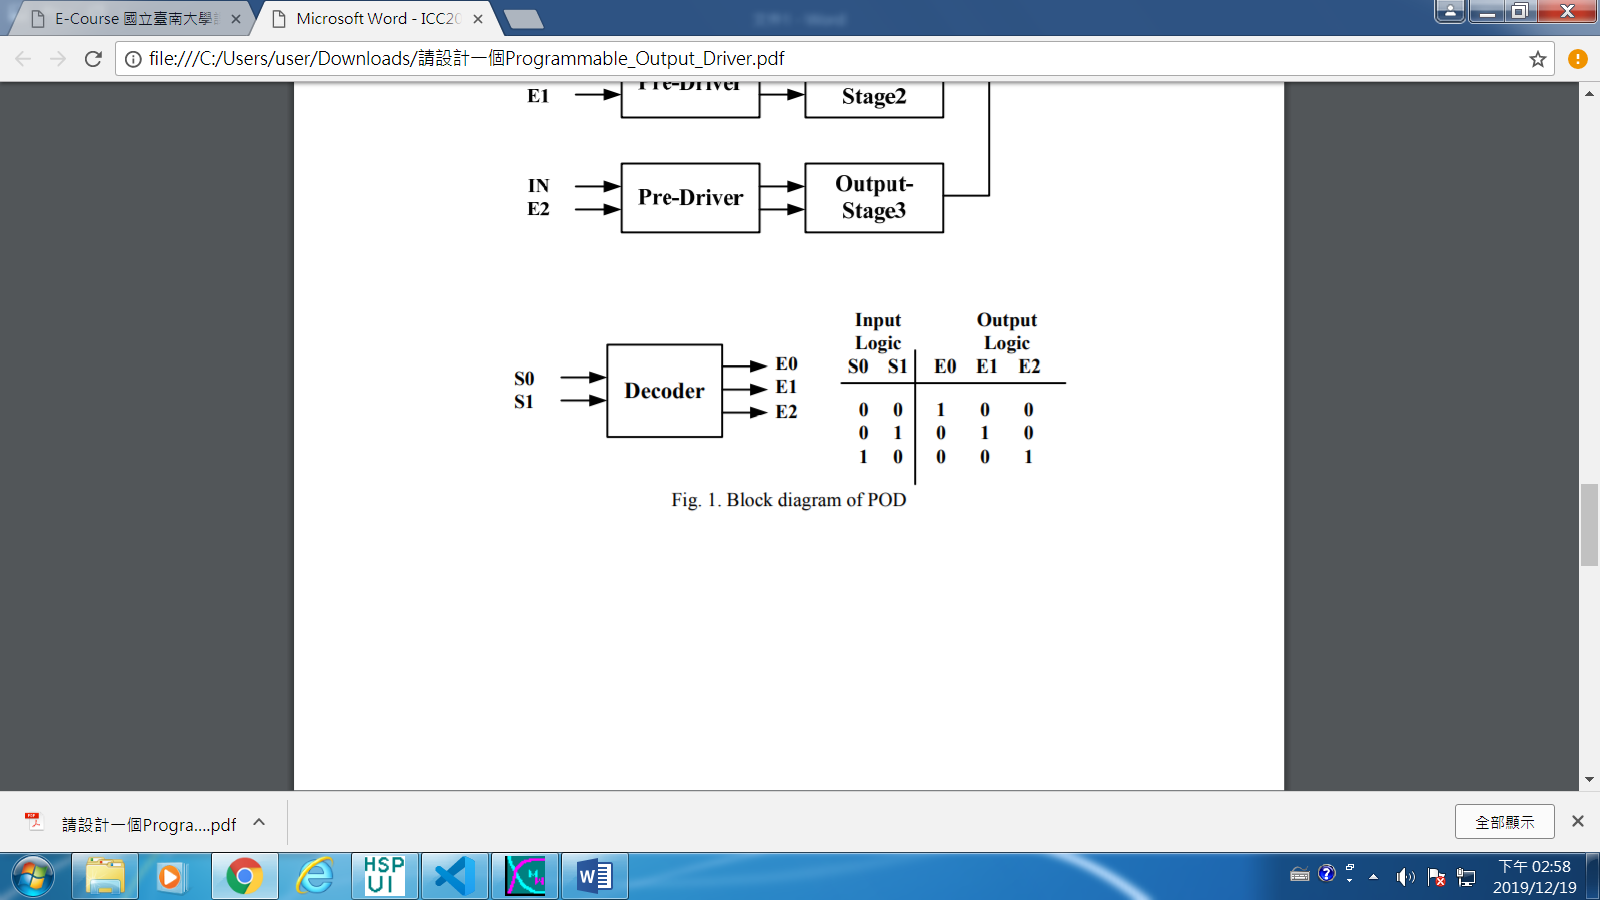 E-Course 國立臺南大學
Microsoft Word - ICC20
file:///C:/Users/user/Downloads/請設計一個Programmable_Output_Driver.pdf
E1
Pre-Driver
Stage2
IN
E2
Pre-Driver
Output-
Stage3
S0
S1
Decoder
E0
E1
E2
Input Output
Logic Logic
S0 S1 E0 E1 E2
0 0 1 0 0
0 1 0 1 0
1 0 0 0 1
Fig. 1. Block diagram of POD
請設計一個Progra....pdf
全部顯示
HSP
UI
下午 02:58
2019/12/19